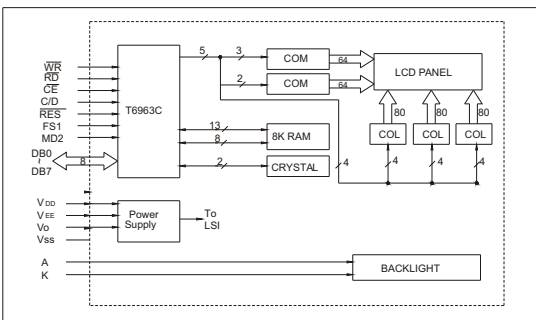 WR
RD
CE
C/D
RES
FS1
MD2
DB0
~
DB7
8
T6963C
5
3
COM
64
2
COM
64
LCD PANEL
80
80
80
COL
COL
COL
4
4
4
4
13
8
8K RAM
2
CRYSTAL
VDD
VEE
Vo
Vss
Power
Supply
To
LSI
A
K
BACKLIGHT